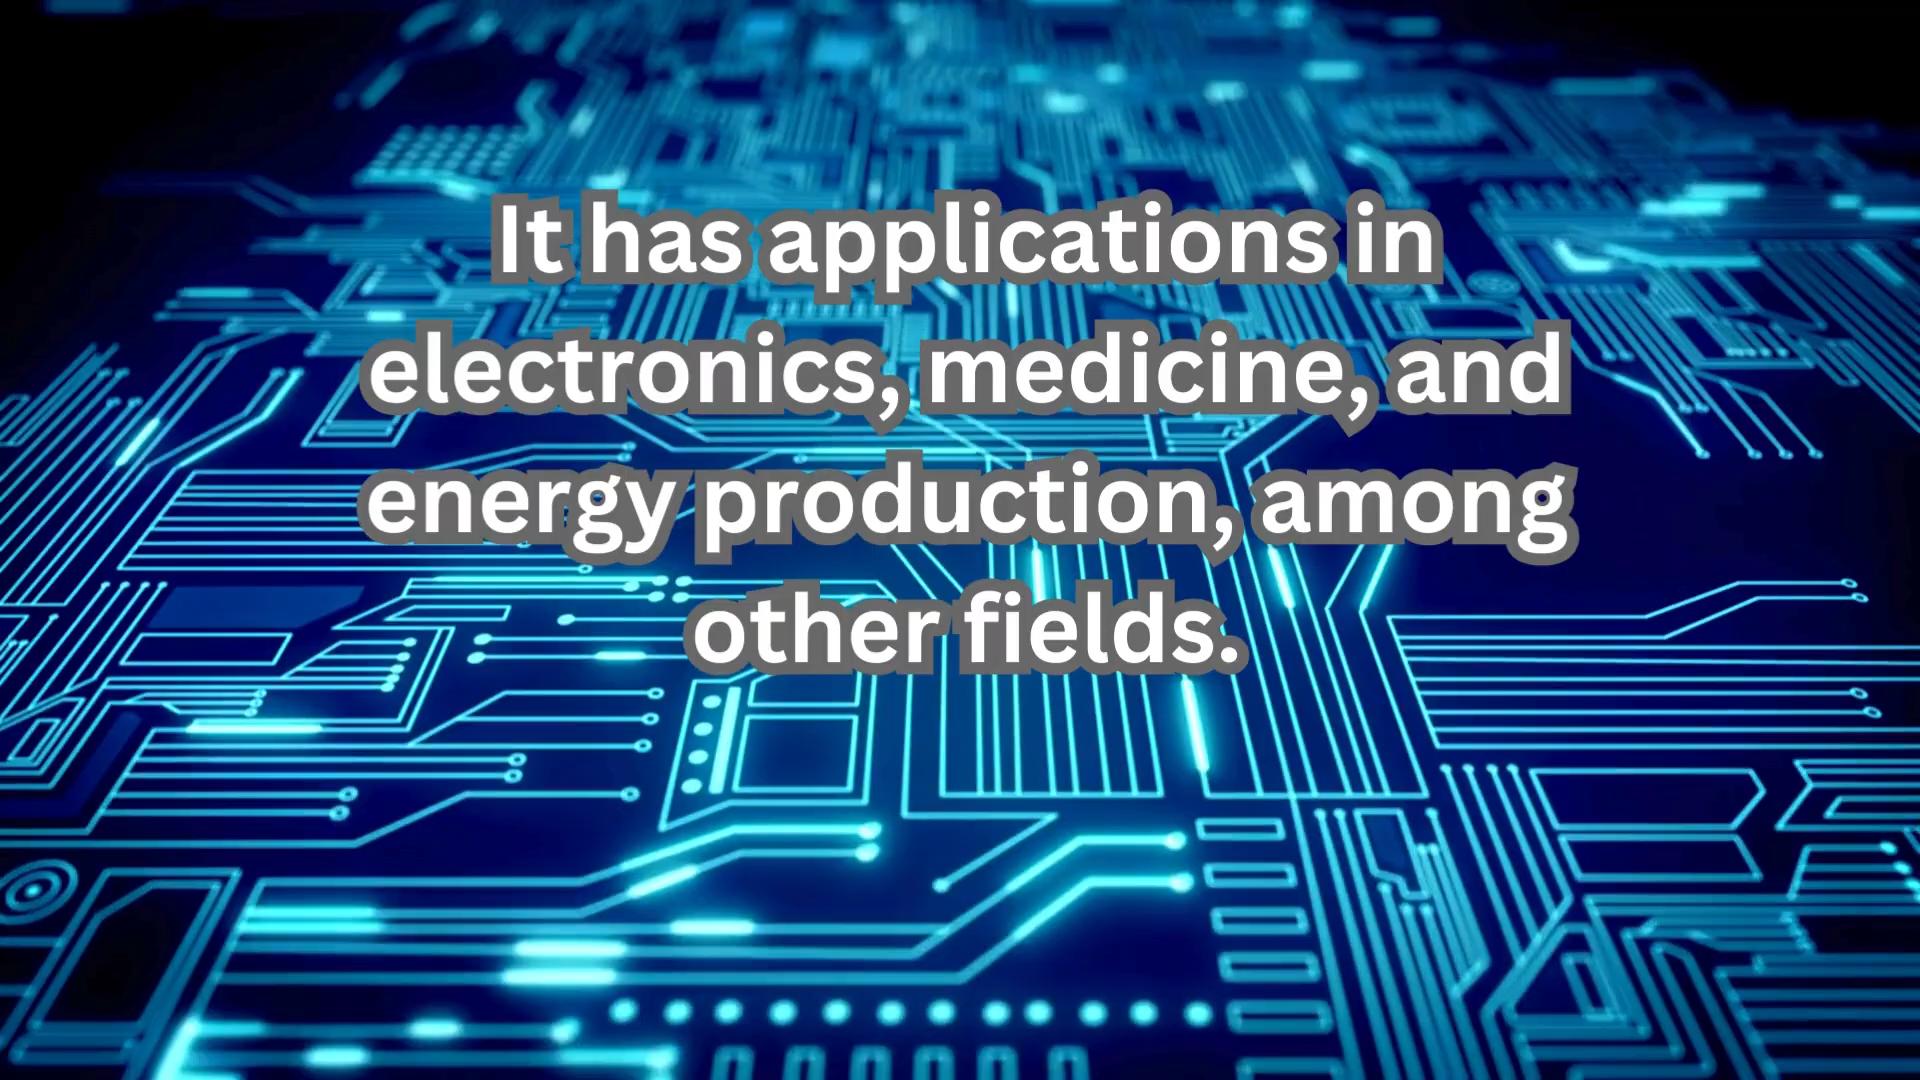 It has applications in
electronics, medicine, and
energy production, among
other fields.